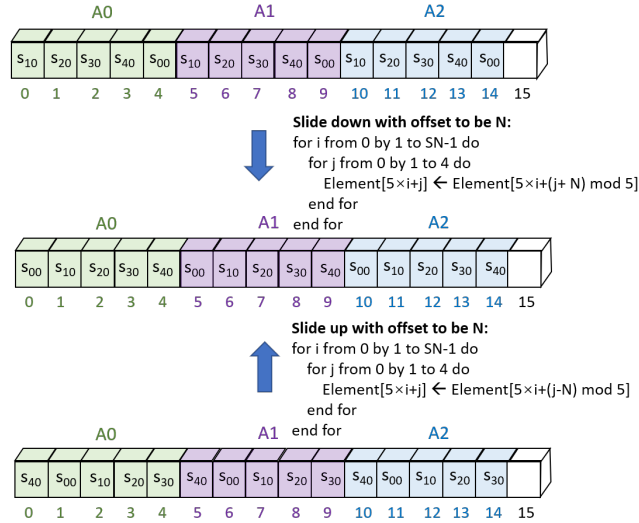 A0 A1 A2
s10 s20 s30 s40 s00 s10 s20 s30 s40 s00 s10 s20 s30 s40 s00
0 1 2 3 4 5 6 7 8 9 10 11 12 13 14 15
Slide down with offset to be N:
for i from 0 by 1 to SN-1 do
for j from 0 by 1 to 4 do
Element[5×i+j] ← Element[5×i+(j+ N) mod 5]
end for
end for
A0 A1 A2
s00 s10 s20 s30 s40 s00 s10 s20 s30 s40 s00 s10 s20 s30 s40
0 1 2 3 4 5 6 7 8 9 10 11 12 13 14 15
Slide up with offset to be N:
for i from 0 by 1 to SN-1 do
for j from 0 by 1 to 4 do
Element[5×i+j] ← Element[5×i+(j-N) mod 5]
end for
end for
A0 A1 A2
s40 s00 s10 s20 s30 s40 s00 s10 s20 s30 s40 s00 s10 s20 s30
0 1 2 3 4 5 6 7 8 9 10 11 12 13 14 15